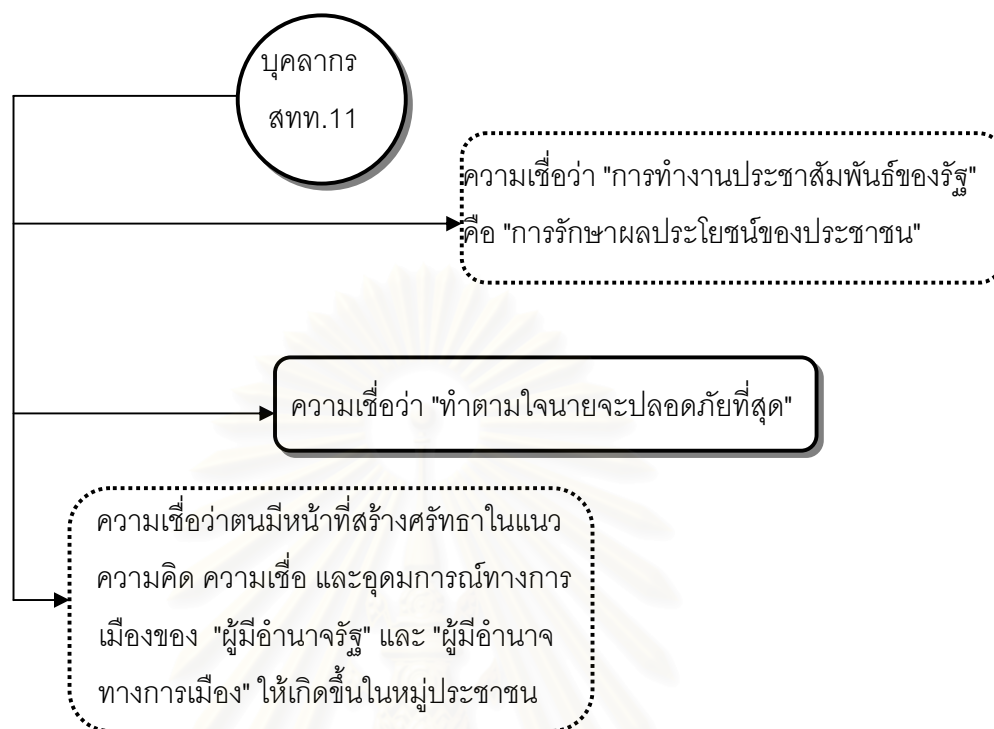 บุคลากร
สทท.11
ความเชื่อว่า "การทำงานประชาสัมพันธ์ของรัฐ"
คือ "การรักษาผลประโยชน์ของประชาชน"
ความเชื่อว่า "ทำตามใจนายจะปลอดภัยที่สุด"
ความเชื่อว่าตนมีหน้าที่สร้างศรัทธาในแนว
ความคิด ความเชื่อ และอุดมการณ์ทางการ
เมืองของ "ผู้มีอำนาจรัฐ" และ "ผู้มีอำนาจ
ทางการเมือง" ให้เกิดขึ้นในหมู่ประชาชน